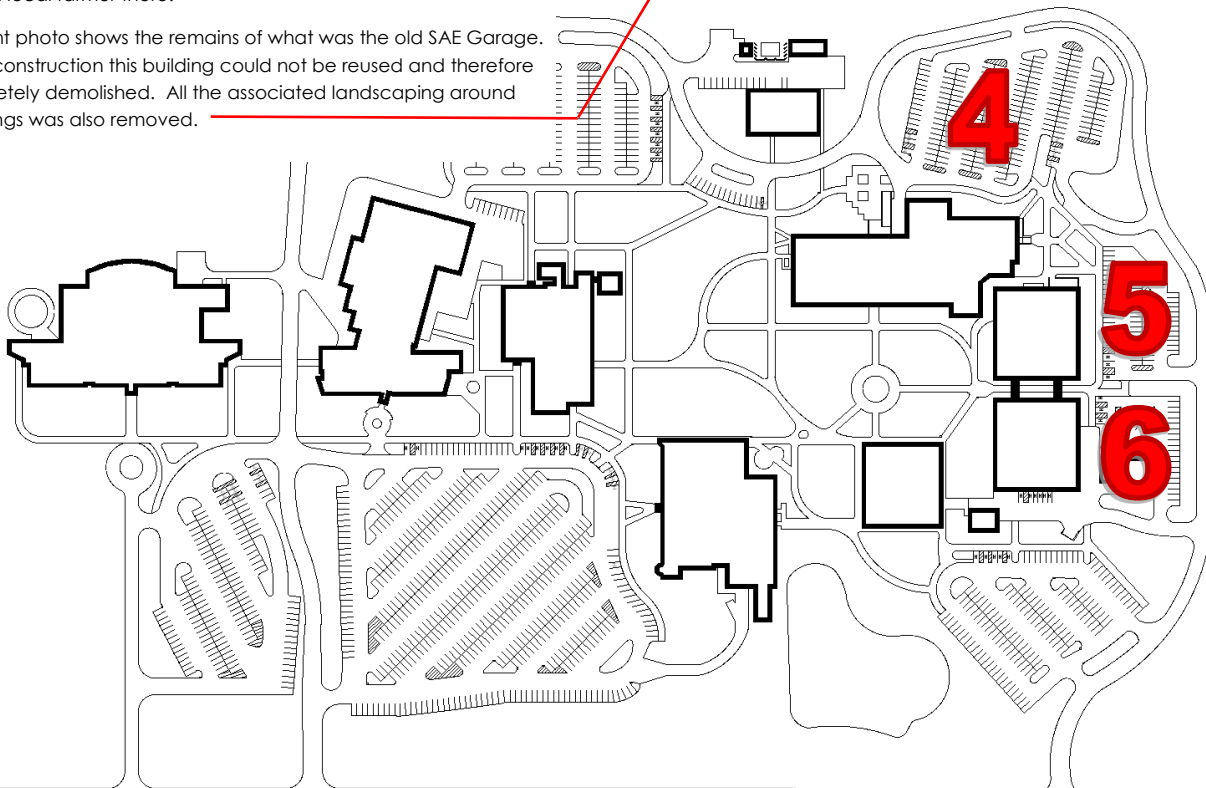 nt photo shows the remains of what was the old SAE Garage.
construction this building could not be reused and therefore
etely demolished. All the associated landscaping around
ngs was also removed.
4
5
6